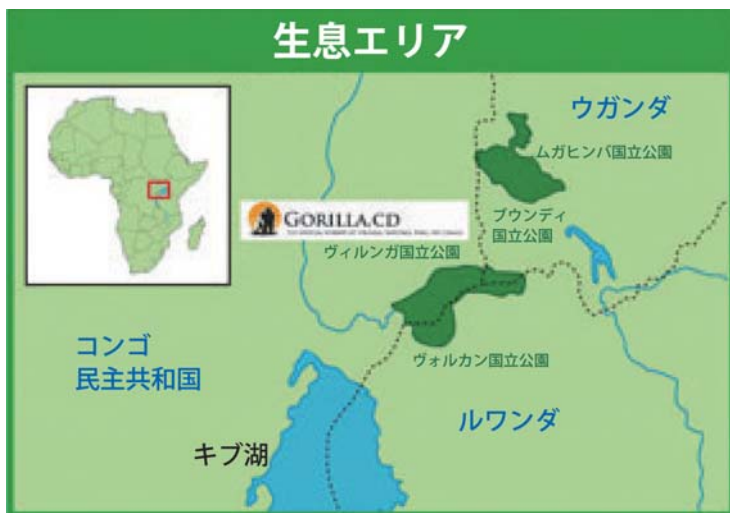 生息エリア
ウガンダ
ムガヒンバ国立公園
ブウンディ
国立公園
GORILLA.CD
ヴィルンガ国立公園
コンゴ
民主共和国
ヴォルカン国立公園
ルワンダ
キブ湖